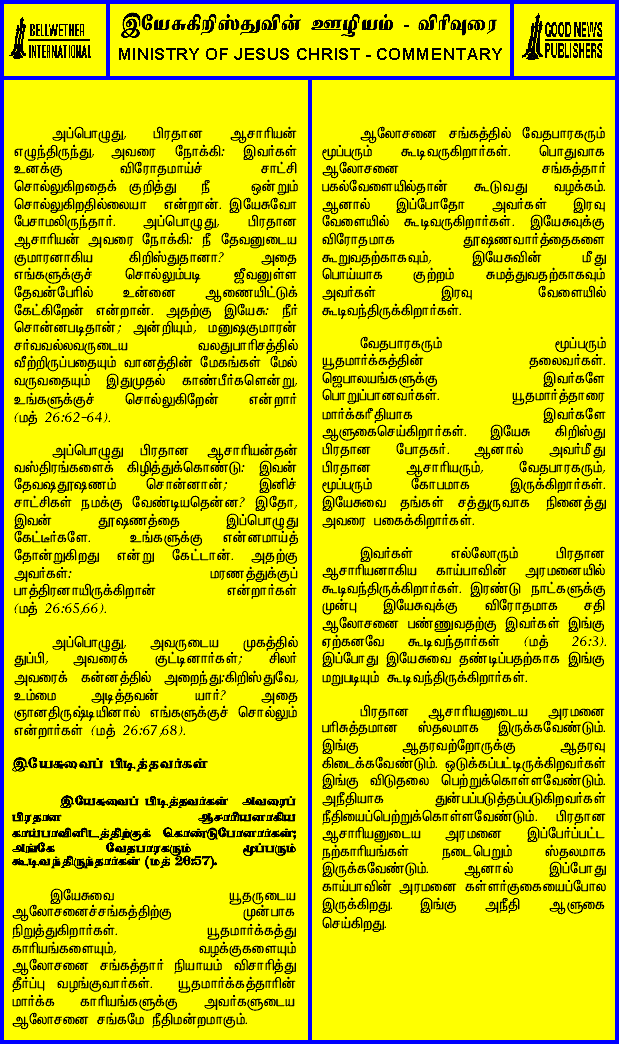 BELLWETHER
INTERNATIONAL
இயேசுகிறிஸ்துவின் ஊழியம் - விரிவுரை
MINISTRY OF JESUS CHRIST - COMMENTARY
GOOD NEWS
PUBLISHERS
அப்பொழுது, பிரதான ஆசாரியன்
எழுந்திருந்து, அவரை நோக்கி: இவர்கள்
உனக்கு விரோதமாய்ச் சாட்சி
சொல்லுகிறதைக் குறித்து நீ ஒன்றும்
சொல்லுகிறதில்லையா என்றான். இயேசுவோ
பேசாமலிருந்தார். அப்பொழுது, பிரதான
ஆசாரியன் அவரை நோக்கி: நீ தேவனுடைய
குமாரனாகிய கிறிஸ்துதானா? அதை
எங்களுக்குச் சொல்லும்படி ஜீவனுள்ள
தேவன்பேரில் உன்னை ஆணையிட்டுக்
கேட்கிறேன் என்றான். அதற்கு இயேசு: நீர்
சொன்னபடிதான்; அன்றியும், மனுஷகுமாரன்
சர்வவல்லவருடைய வலதுபாரிசத்தில்
வீற்றிருப்பதையும் வானத்தின் மேகங்கள் மேல்
வருவதையும் இதுமுதல் காண்பீர்களென்று,
உங்களுக்குச் சொல்லுகிறேன் என்றார்
(மத் 26:62-64).
அப்பொழுது பிரதான ஆசாரியன்தன்
வஸ்திரங்களைக் கிழித்துக்கொண்டு: இவன்
தேவஷதூஷணம் சொன்னான்; இனிச்
சாட்சிகள் நமக்கு வேண்டியதென்ன? இதோ,
இவன் தூஷணத்தை இப்பொழுது
கேட்டீர்களே. உங்களுக்கு என்னமாய்த்
தோன்றுகிறது என்று கேட்டான். அதற்கு
அவர்கள்: மரணத்துக்குப்
பாத்திரனாயிருக்கிறான் என்றார்கள்
(மத் 26:65,66).
அப்பொழுது, அவருடைய முகத்தில்
துப்பி, அவரைக் குட்டினார்கள்; சிலர்
அவரைக் கன்னத்தில் அறைந்து:கிறிஸ்துவே,
உம்மை அடித்தவன் யார்? அதை
ஞானதிருஷ்டியினால் எங்களுக்குச் சொல்லும்
என்றார்கள் (மத் 26:67,68).
இயேசுவைப் பிடித்தவர்கள்
இயேசுவைப் பிடித்தவர்கள் அவரைப்
பிரதான ஆசாரியனாகிய
காய்பாவினிடத்திற்குக் கொண்டுபோனார்கள்;
அங்கே வேதபாரகரும் மூப்பரும்
கூடிவந்திருந்தார்கள் (மத் 26:57).
இயேசுவை யூதருடைய
ஆலோசனைச்சங்கத்திற்கு முன்பாக
நிறுத்துகிறார்கள். யூதமார்க்கத்து
காரியங்களையும், வழக்குகளையும்
ஆலோசனை சங்கத்தார் நியாயம் விசாரித்து
தீர்ப்பு வழங்குவார்கள். யூதமார்க்கத்தாரின்
மார்க்க காரியங்களுக்கு அவர்களுடைய
ஆலோசனை சங்கமே நீதிமன்றமாகும்.
ஆலோசனை சங்கத்தில் வேதபாரகரும்
மூப்பரும் கூடிவருகிறார்கள். பொதுவாக
ஆலோசனை சங்கத்தார்
பகல்வேளையில்தான் கூடுவது வழக்கம்.
ஆனால் இப்போதோ அவர்கள் இரவு
வேளையில் கூடிவருகிறார்கள். இயேசுவுக்கு
விரோதமாக தூஷணவார்த்தைகளை
கூறுவதற்காகவும், இயேசுவின் மீது
பொய்யாக குற்றம் சுமத்துவதற்காகவும்
அவர்கள் இரவு வேளையில்
கூடிவந்திருக்கிறார்கள்.
வேதபாரகரும் மூப்பரும்
யூதமார்க்கத்தின் தலைவர்கள்.
ஜெபாலயங்களுக்கு இவர்களே
பொறுப்பானவர்கள். யூதமார்த்தாரை
மார்க்கரீதியாக இவர்களே
ஆளுகைசெய்கிறார்கள். இயேசு கிறிஸ்து
பிரதான போதகர். ஆனால் அவர்மீது
பிரதான ஆசாரியரும், வேதபாரகரும்,
மூப்பரும் கோபமாக இருக்கிறார்கள்.
இயேசுவை தங்கள் சத்துருவாக நினைத்து
அவரை பகைக்கிறார்கள்.
இவர்கள் எல்லோரும் பிரதான
ஆசாரியனாகிய காய்பாவின் அரமனையில்
கூடிவந்திருக்கிறார்கள். இரண்டு நாட்களுக்கு
முன்பு இயேசுவுக்கு விரோதமாக சதி
ஆலோசனை பண்ணுவதற்கு இவர்கள் இங்கு
ஏற்கனவே கூடிவந்தார்கள் (மத் 26:3).
இப்போது இயேசுவை தண்டிப்பதற்காக இங்கு
மறுபடியும் கூடிவந்திருக்கிறார்கள்.
பிரதான ஆசாரியனுடைய அரமனை
பரிசுத்தமான ஸ்தலமாக இருக்கவேண்டும்.
இங்கு ஆதரவற்றோருக்கு ஆதரவு
கிடைக்கவேண்டும். ஒடுக்கப்பட்டிருக்கிறவர்கள்
இங்கு விடுதலை பெற்றுக்கொள்ளவேண்டும்.
அநீதியாக துன்பப்படுத்தப்படுகிறவர்கள்
நீதியைப்பெற்றுக்கொள்ளவேண்டும். பிரதான
ஆசாரியனுடைய அரமனை இப்பேர்ப்பட்ட
நற்காரியங்கள் நடைபெறும் ஸ்தலமாக
இருக்கவேண்டும். ஆனால் இப்போது
காய்பாவின் அரமனை கள்ளர்குகையைப்போல
இருக்கிறது. இங்கு அநீதி ஆளுகை
செய்கிறது.